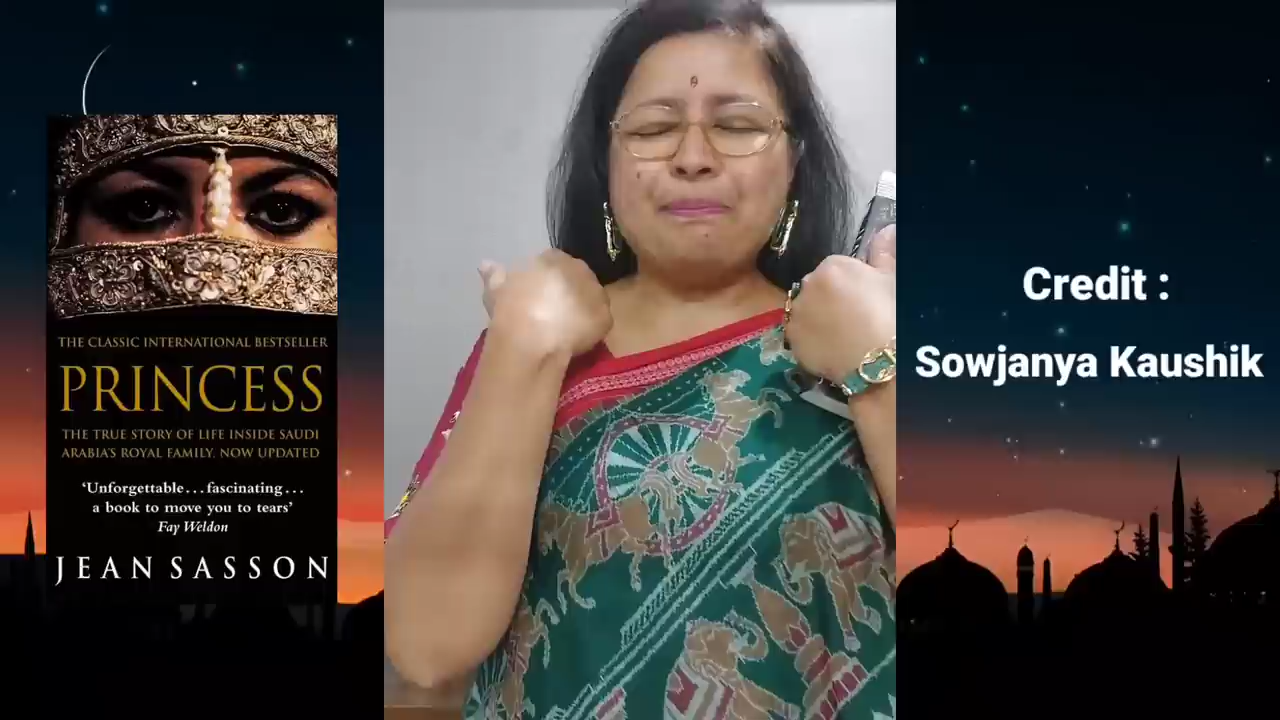 THE CLASSIC INTERNATIONAL BESTSELLER
PRINCESS
THE TRUE STORY OF LIFE INSIDE SAUDI
ARABIA'S ROYAL FAMILY. NOW UPDATED
'Unforgettable...fascinating...
a book to move you to tears'
Fay Weldon
JEAN SASSON
Credit :
Sowjanya Kaushik